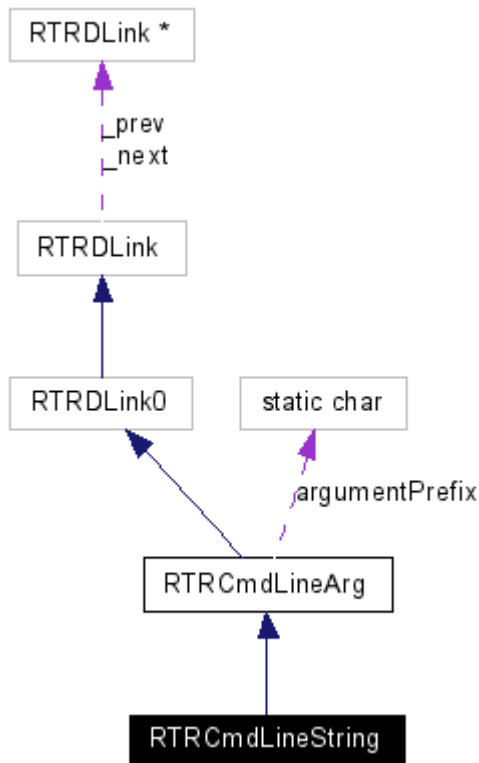 RTRDLink *
_prev
_next
RTRDLink
RTRDLink0
static char
argumentPrefix
RTRCmdLineArg
RTRCmdLineString